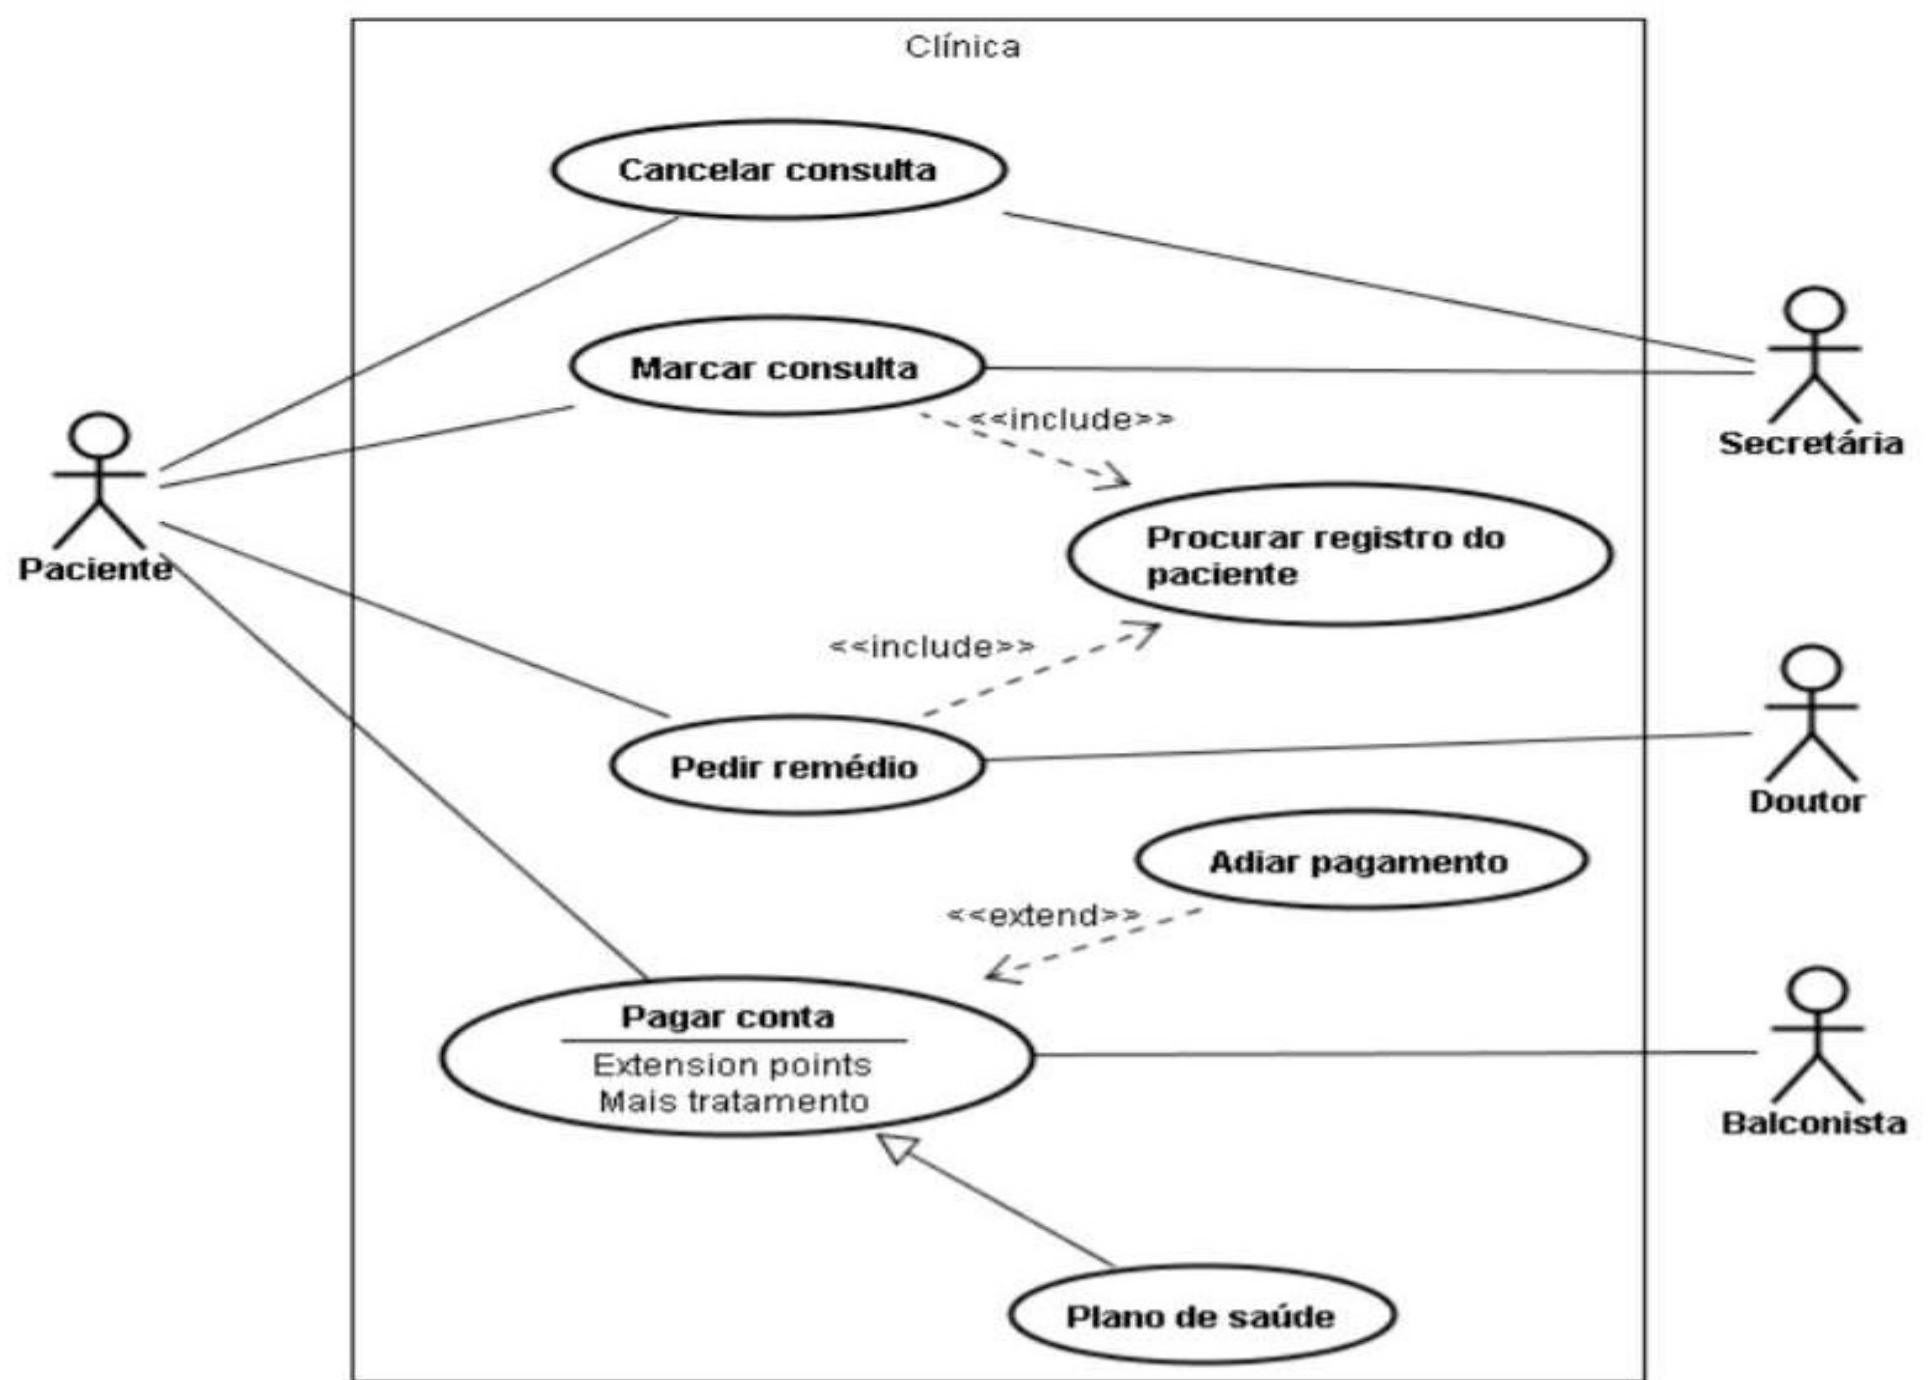 Clínica
Cancelar consulta
Marcar consulta
<<include>>
Secretária
Procurar registro do
paciente
Paciente
<<include>>
Pedir remédio
Doutor
Adiar pagamento
<<extend>>
Pagar conta
Extension points
Mais tratamento
Balconista
Plano de saúde